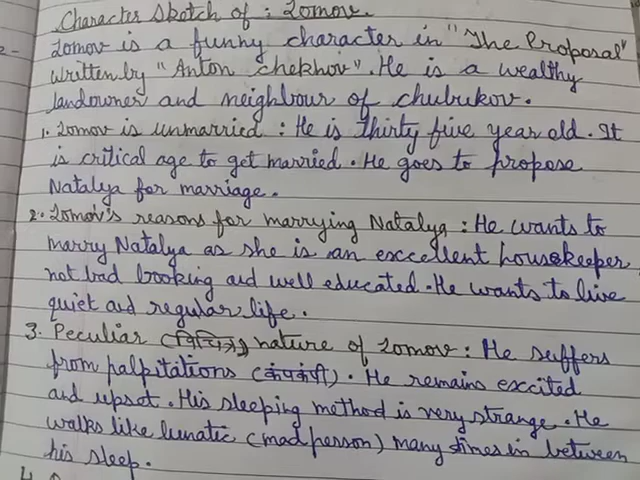 Character Sketch of : Lomov.
Lomov is a funny character in "The Proposal"
written by "Anton Chekhov". He is a wealthy
landowner and neighbour of chubukov.
1. Lomov is unmarried : He is thirty five year old. It
is critical age to get married. He goes to propose
Natalya for marriage.
2. Lomov's reasons for marrying Natalya : He wants to
marry Natalya as she is an excellent housekeeper,
not bad looking and well educated. He wants to live
quiet and regular life.
3. Peculiar (विचित्र) nature of Lomov : He suffers
from palpitations (कंपकंपी). He remains excited
and upset. His sleeping method is very strange. He
walks like lunatic (mad person) many times in between
his sleep.
4.